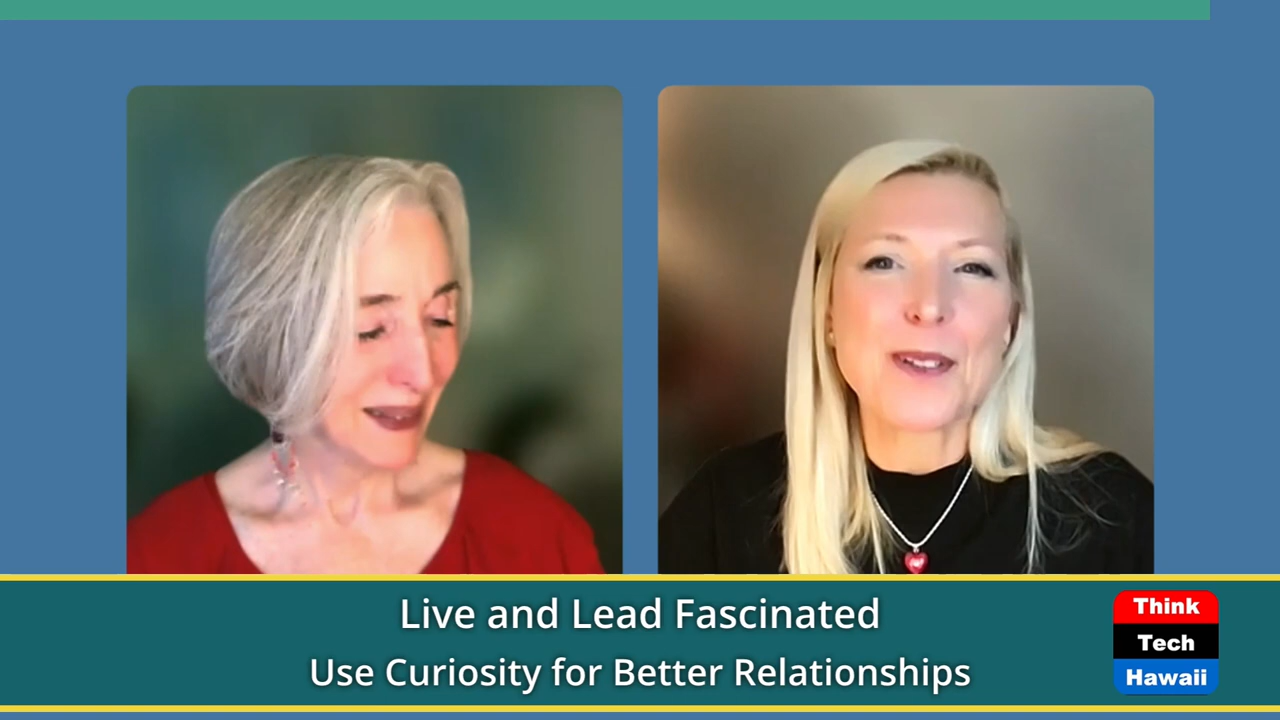 Live and Lead Fascinated
Use Curiosity for Better Relationships
Think
Tech
Hawaii